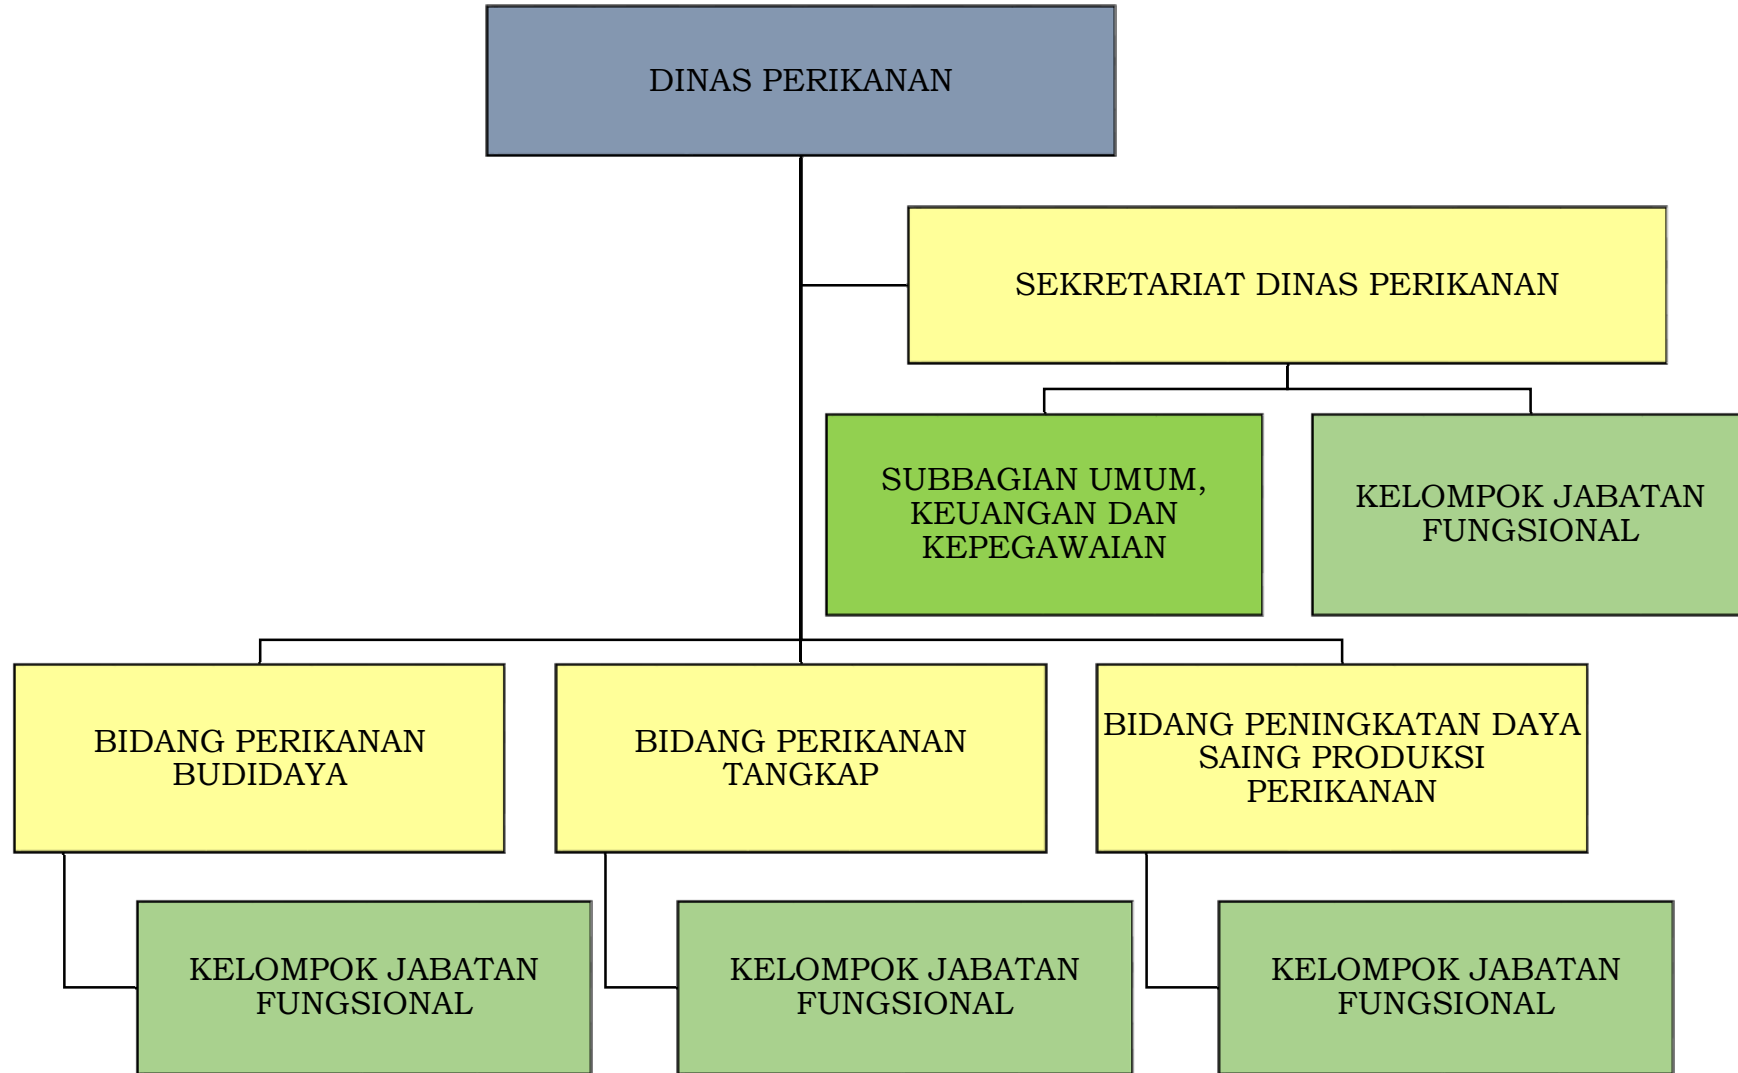 DINAS PERIKANAN
SEKRETARIAT DINAS PERIKANAN
SUBBAGIAN UMUM,
KEUANGAN DAN
KEPEGAWAIAN
KELOMPOK JABATAN
FUNGSIONAL
BIDANG PERIKANAN
BUDIDAYA
BIDANG PERIKANAN
TANGKAP
BIDANG PENINGKATAN DAYA
SAING PRODUKSI
PERIKANAN
KELOMPOK JABATAN
FUNGSIONAL
KELOMPOK JABATAN
FUNGSIONAL
KELOMPOK JABATAN
FUNGSIONAL